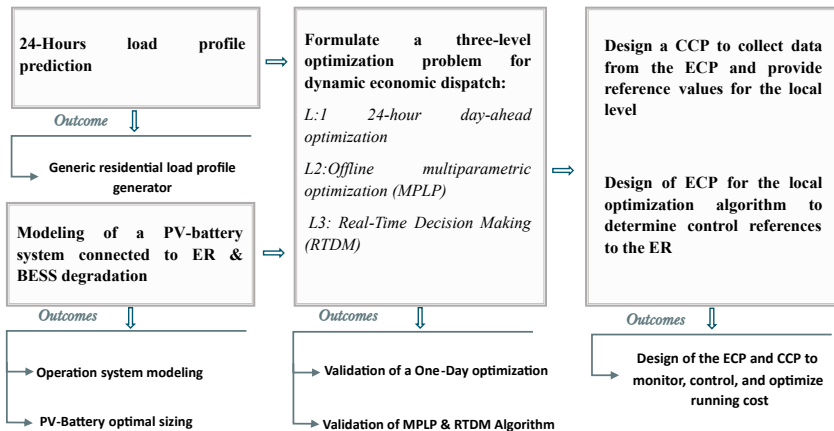 24-Hours load profile
prediction
Outcome
Generic residential load profile
generator
Modeling of a PV-battery
system connected to ER &
BESS degradation
Outcomes
Operation system modeling
PV-Battery optimal sizing
Formulate a three-level
optimization problem for
dynamic economic dispatch:
L:1 24-hour day-ahead
optimization
L2:Offline multiparametric
optimization (MPLP)
L3: Real-Time Decision Making
(RTDM)
Outcomes
Validation of a One-Day optimization
Validation of MPLP & RTDM Algorithm
Design a CCP to collect data
from the ECP and provide
reference values for the local
level
Design of ECP for the local
optimization algorithm to
determine control references
to the ER
Outcomes
Design of the ECP and CCP to
monitor, control, and optimize
running cost